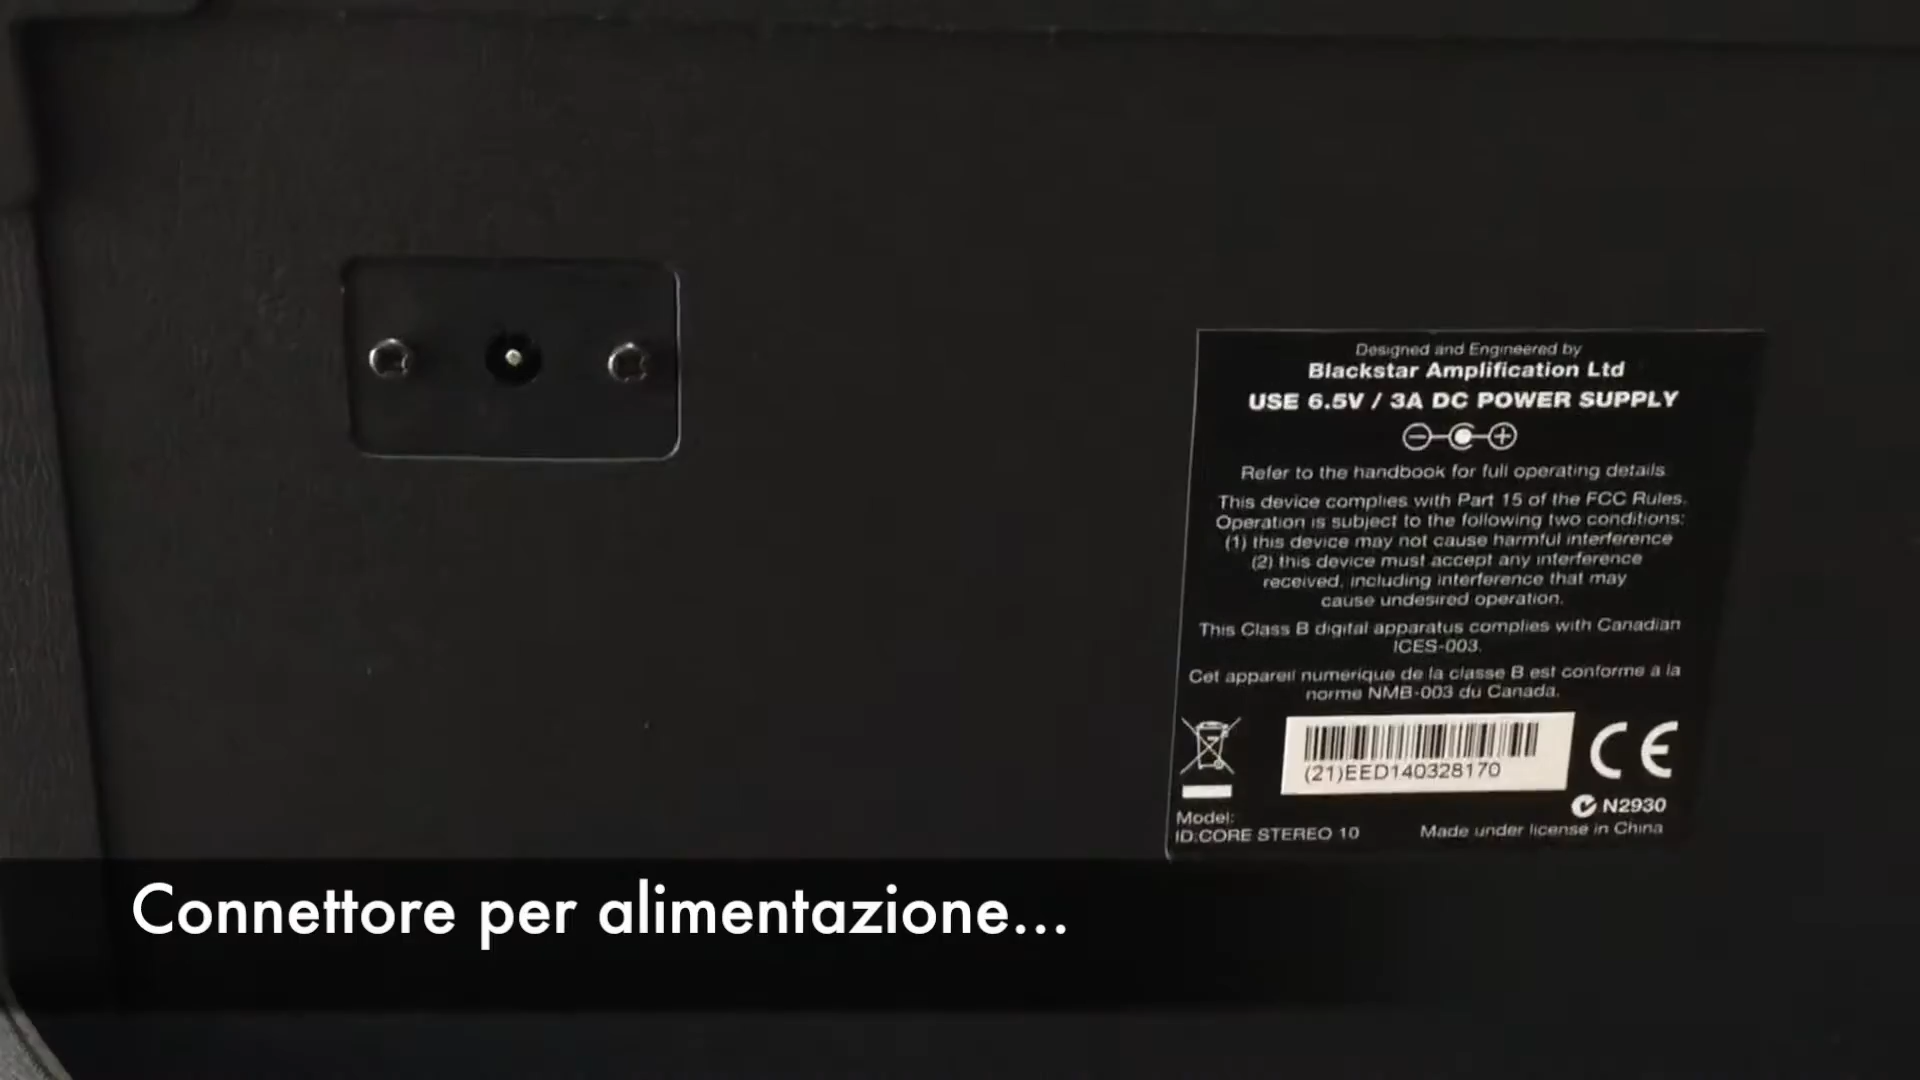 Designed and Engineered by
Blackstar Amplification Ltd
USE 6.5V / 3A DC POWER SUPPLY
Refer to the handbook for full operating details
This device complies with Part 15 of the FCC Rules.
Operation is subject to the following two conditions:
(1) this device may not cause harmful interference
(2) this device must accept any interference
received, including interference that may
cause undesired operation.
This Class B digital apparatus complies with Canadian
ICES-003.
Cet appareil numerique de la classe B est conforme a la
norme NMB-003 du Canada.
(21)EED140328170
CE
N2930
Model:
ID:CORE STEREO 10
Made under license in China
Connettore per alimentazione...